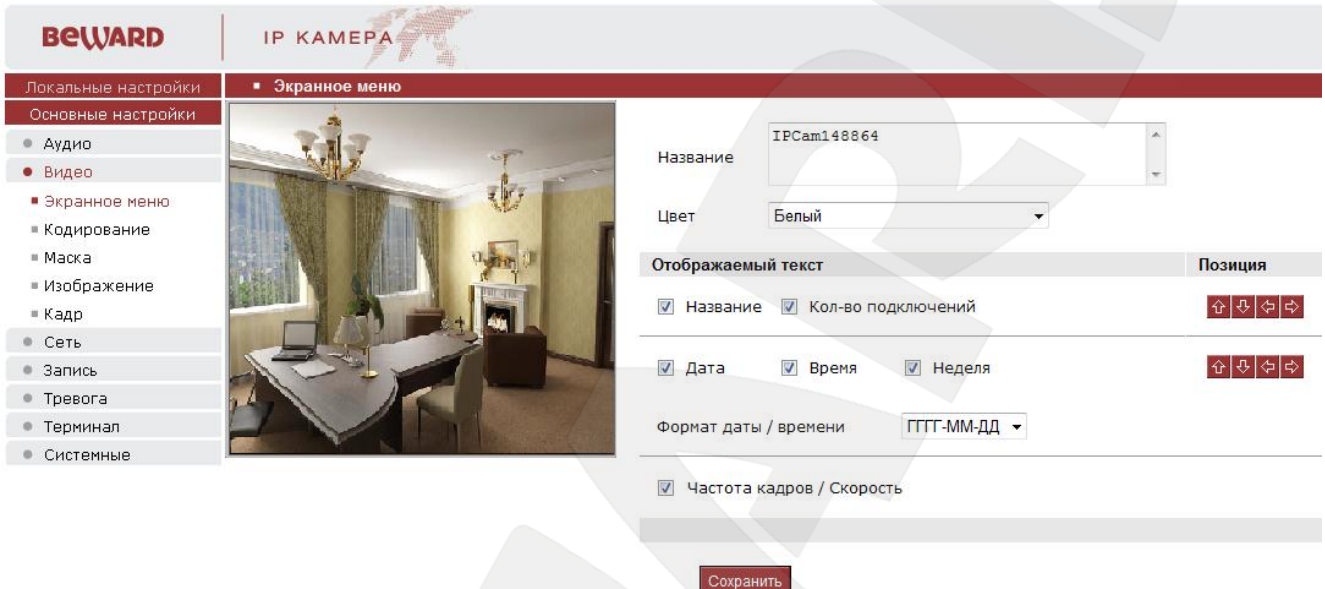 BEWARD
IP КАМЕРА
Локальные настройки
Экранное меню
Основные настройки
Аудио
Видео
Экранное меню
Кодирование
Маска
Изображение
Кадр
Сеть
Запись
Тревога
Терминал
Системные
Название
IPCam148864
Цвет
Белый
Отображаемый текст
Позиция
Название Кол-во подключений
Дата Время Неделя
Формат даты / времени ГГГГ-ММ-ДД
Частота кадров / Скорость
Сохранить